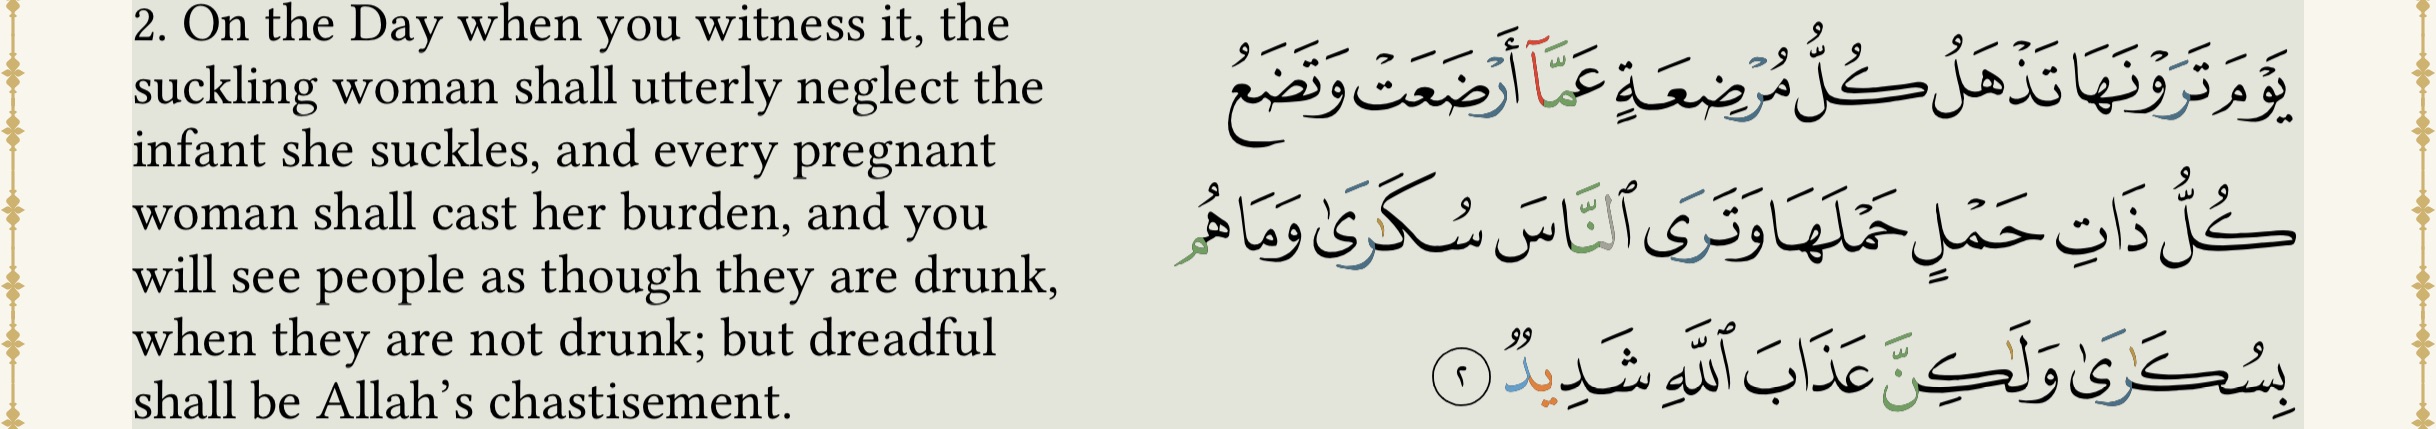 2. On the Day when you witness it, the
suckling woman shall utterly neglect the
infant she suckles, and every pregnant
woman shall cast her burden, and you
will see people as though they are drunk,
when they are not drunk; but dreadful
shall be Allah’s chastisement.
يَوْمَ تَرَوْنَهَا تَذْهَلُ كُلُّ مُرْضِعَةٍ عَمَّآ أَرْضَعَتْ وَتَضَعُ
كُلُّ ذَاتِ حَمْلٍ حَمْلَهَا وَتَرَى ٱلنَّاسَ سُكَـٰرَىٰ وَمَا هُم
بِسُكَـٰرَىٰ وَلَـٰكِنَّ عَذَابَ ٱللَّهِ شَدِيدٌ ٢